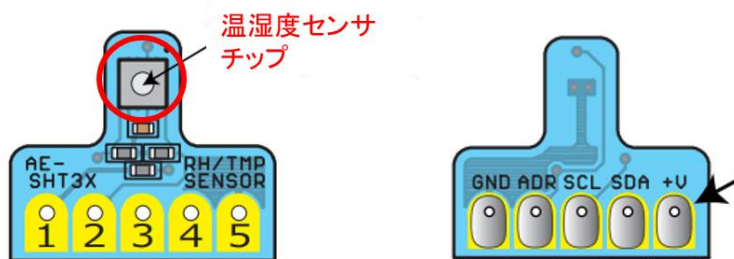 温湿度センサ
チップ
AE-
SHT3X
RH/TMP
SENSOR
1 2 3 4 5
GND ADR SCL SDA +V